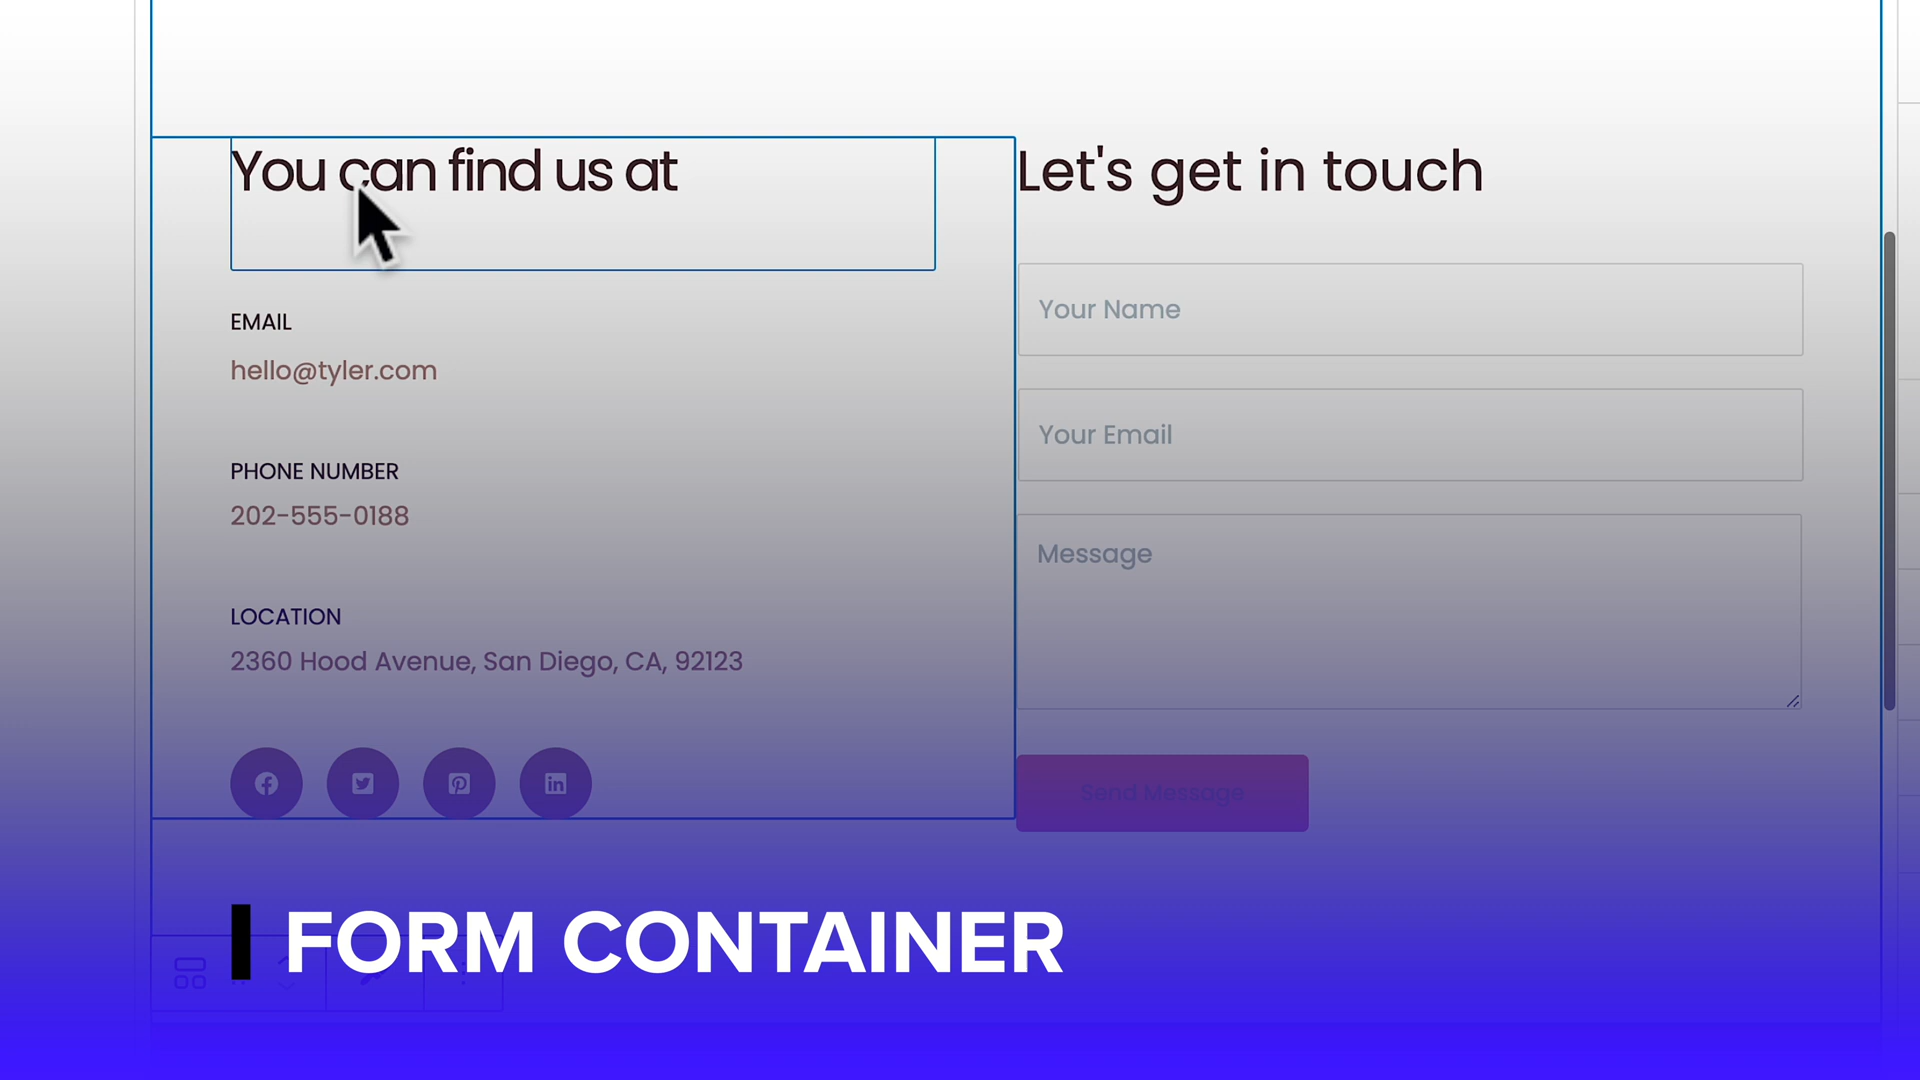 You can find us at
EMAIL
hello@tyler.com
PHONE NUMBER
202-555-0188
LOCATION
2360 Hood Avenue, San Diego, CA, 92123
Let's get in touch
Your Name
Your Email
Message
Send Message
FORM CONTAINER